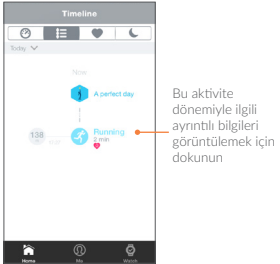 Timeline
Today
Now
A perfect day
138
Running
2 min
Home
Me
Watch
Bu aktivite
dönemiyle ilgili
ayrıntılı bilgileri
görüntülemek için
dokunun